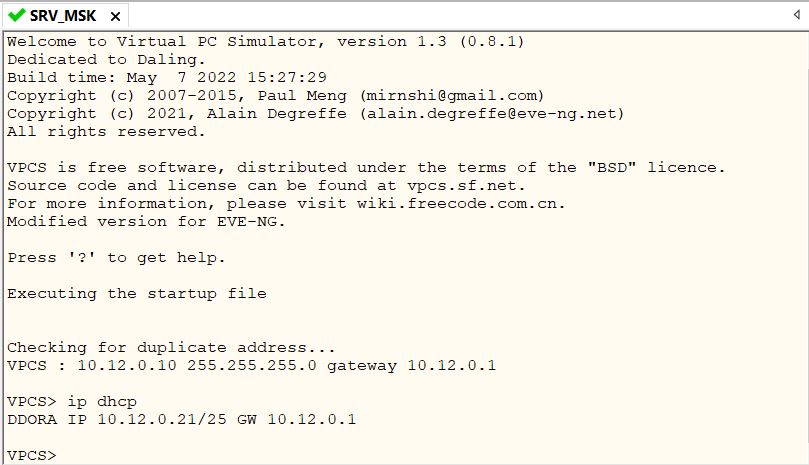 SRV_MSK
Welcome to Virtual PC Simulator, version 1.3 (0.8.1)
Dedicated to Daling.
Build time: May  7 2022 15:27:29
Copyright (c) 2007-2015, Paul Meng (mirnshi@gmail.com)
Copyright (c) 2021, Alain Degreffe (alain.degreffe@eve-ng.net)
All rights reserved.
VPCS is free software, distributed under the terms of the "BSD" licence.
Source code and license can be found at vpcs.sf.net.
For more information, please visit wiki.freecode.com.cn.
Modified version for EVE-NG.
Press '?' to get help.
Executing the startup file
Checking for duplicate address...
VPCS : 10.12.0.10 255.255.255.0 gateway 10.12.0.1
VPCS> ip dhcp
DDORA IP 10.12.0.21/25 GW 10.12.0.1
VPCS>